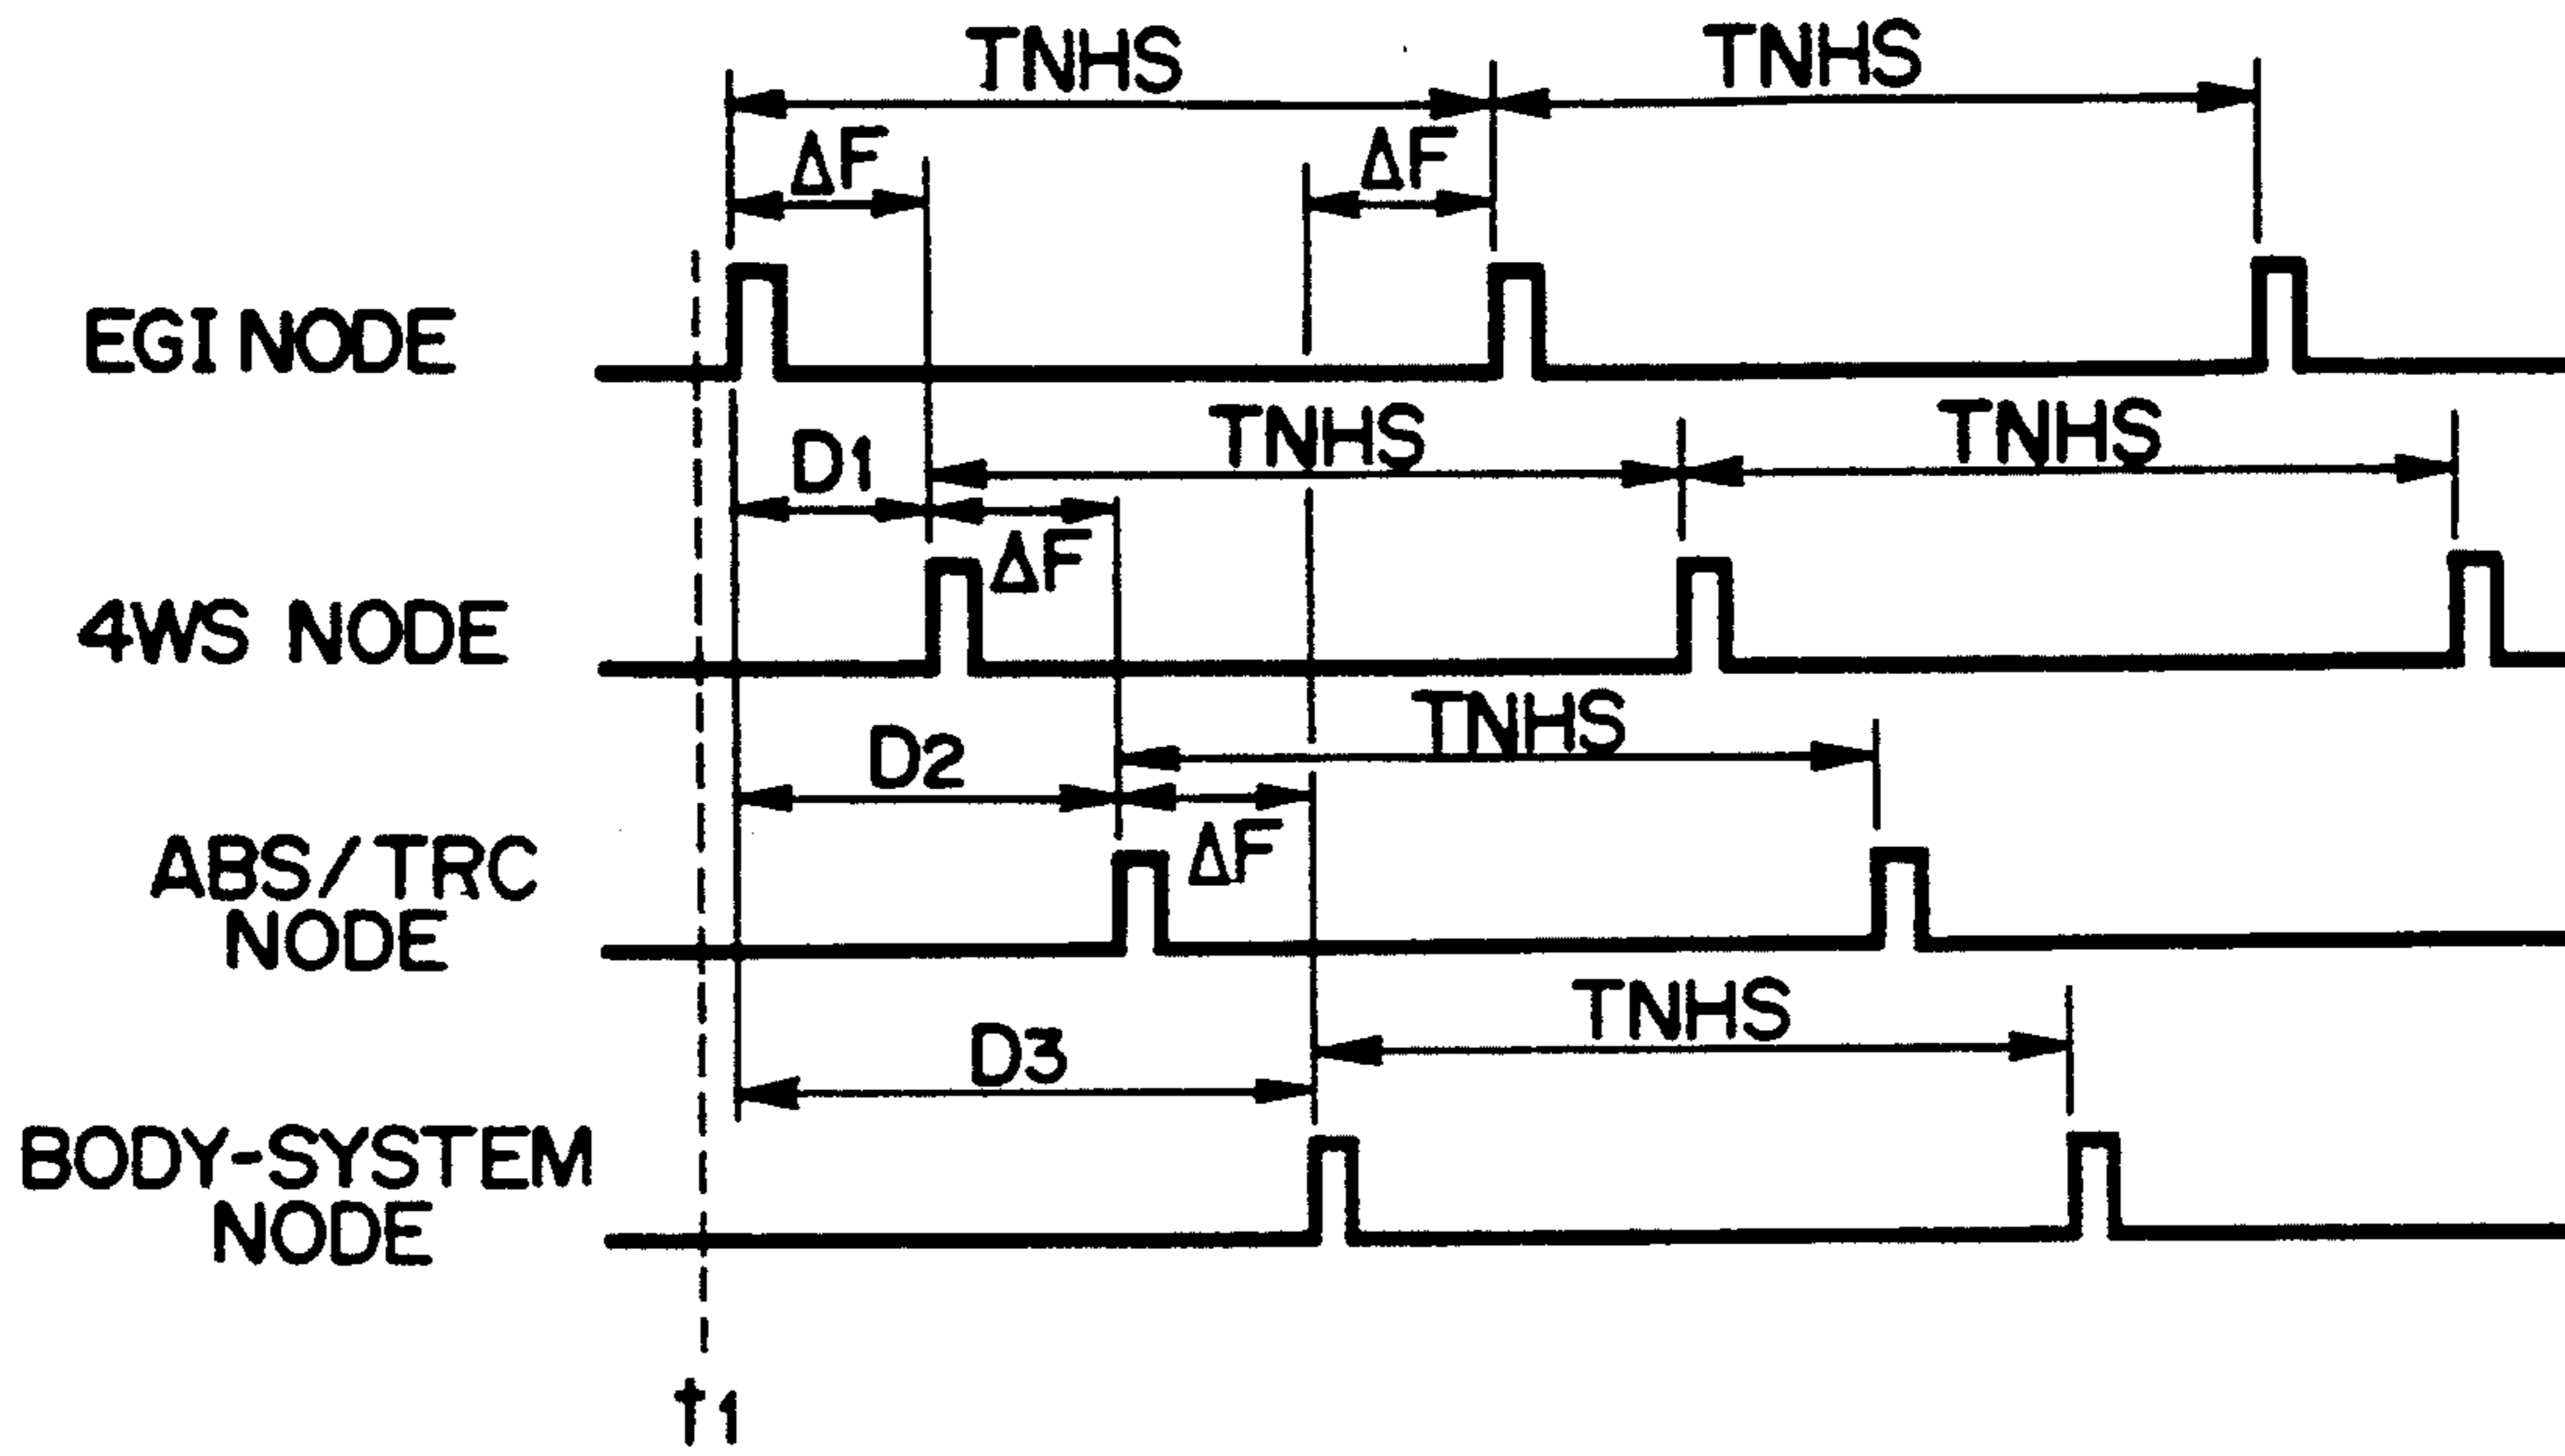 TNHS
TNHS
ΔF
ΔF
EGI NODE
TNHS
TNHS
D1
ΔF
4WS NODE
TNHS
D2
ΔF
ABS/TRC
NODE
TNHS
D3
BODY-SYSTEM
NODE
t1